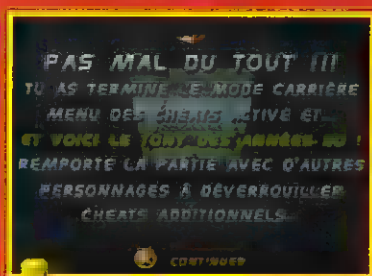 PAS MAL DU TOUT !!!
TU AS TERMINE LE MODE CARRIÈRE
MENU DES CHEATS ACTIVÉ ET...
ET VOICI LE TONY DES ANNÉES 80 !
REMPORTE LA PARTIE AVEC D'AUTRES
PERSONNAGES À DÉVERROUILLER
CHEATS ADDITIONNELS...
CONTINUER